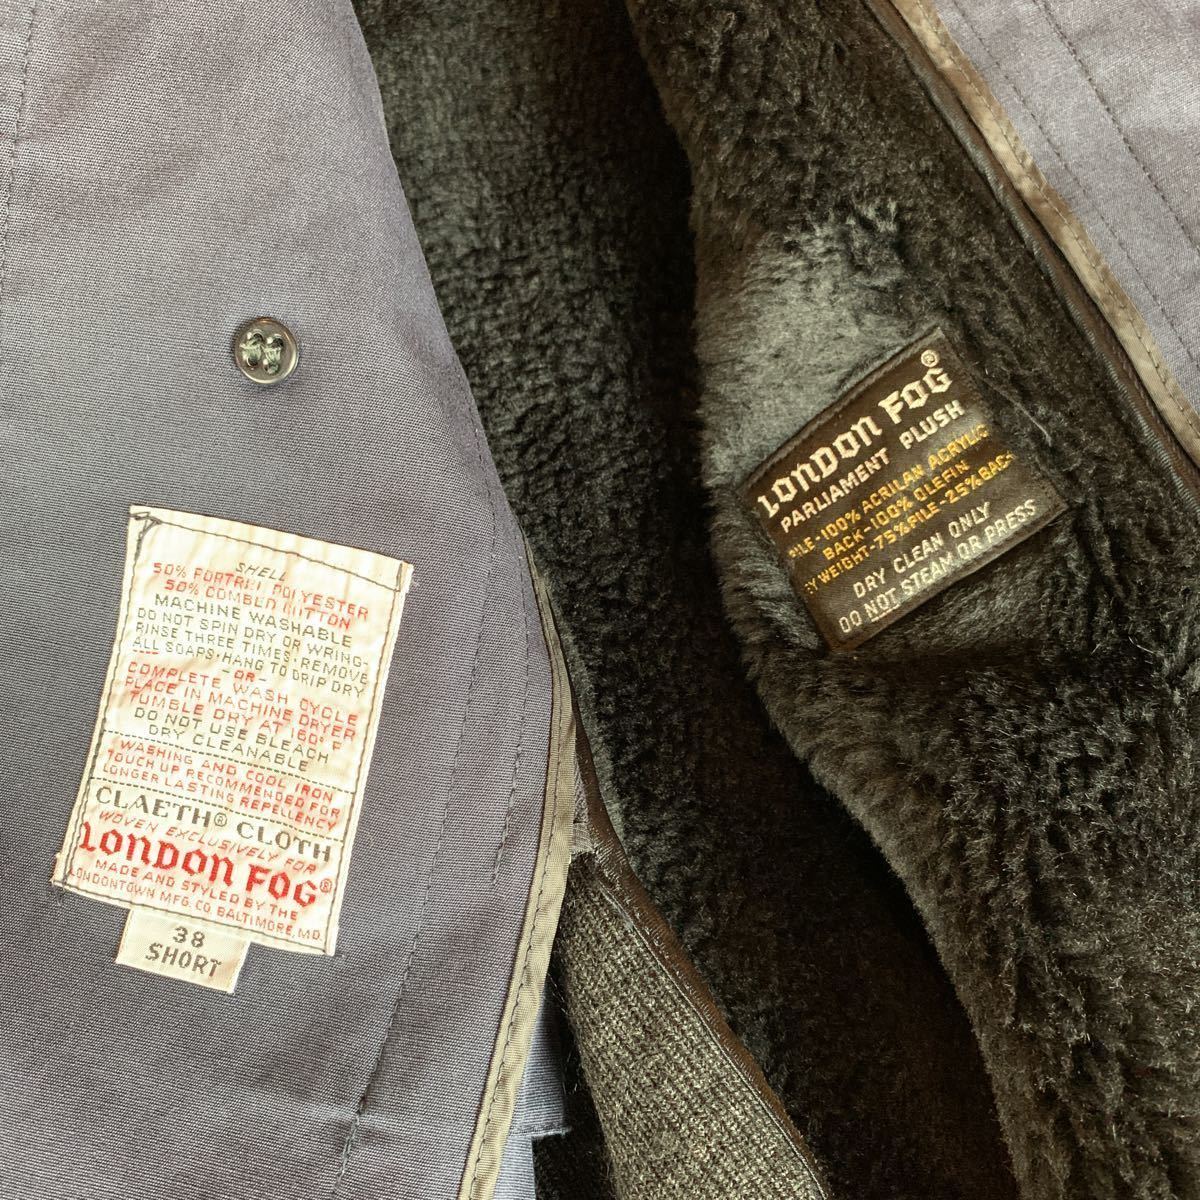 SHELL
50% FORTREL POLYESTER
50% COMBED COTTON
MACHINE WASHABLE
DO NOT SPIN DRY OR WRING-
RINSE THREE TIMES, REMOVE
ALL SOAPS, HANG TO DRIP DRY
-OR-
COMPLETE WASH CYCLE
PLACE IN MACHINE DRYER
TUMBLE DRY AT 160° F
DO NOT USE BLEACH
DRY CLEANABLE
WASHING AND COOL IRON
TOUCH UP RECOMMENDED FOR
LONGER LASTING REPELLENCY
CLAETH® CLOTH
WOVEN EXCLUSIVELY FOR
LONDON FOG®
MADE AND STYLED BY THE
LONDONTOWN MFG. CO. BALTIMORE, MD.
38
SHORT
LONDON FOG®
PARLIAMENT PLUSH
PILE-100% ACRILAN ACRYLIC
BACK-100% OLEFIN
BY WEIGHT-75% PILE-25% BACK
DRY CLEAN ONLY
DO NOT STEAM OR PRESS